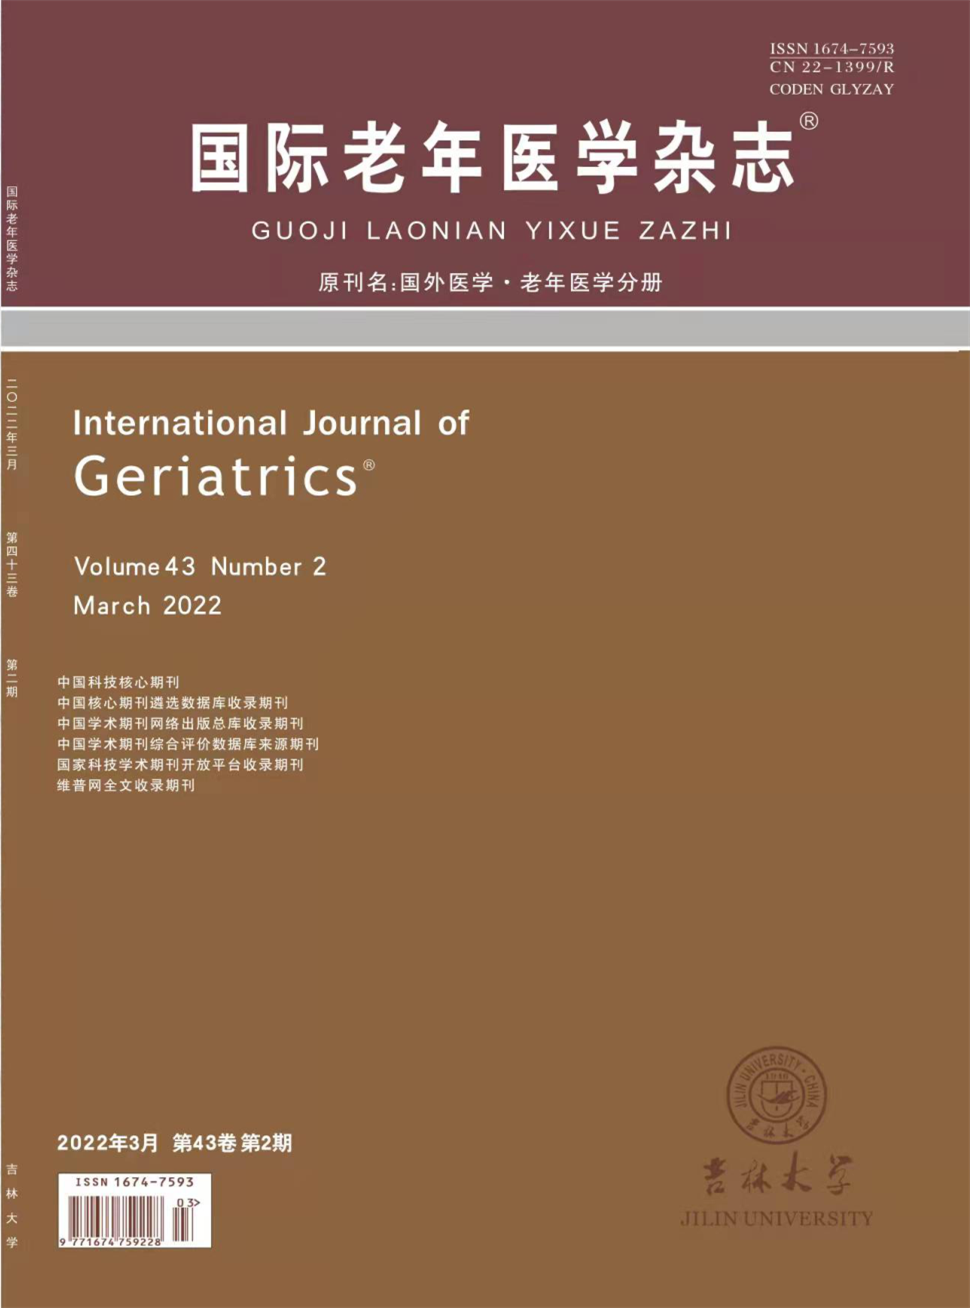 ISSN 1674-7593
CN 22-1399/R
CODEN GLYZAY
国际老年医学杂志®
GUOJI LAONIAN YIXUE ZAZHI
原刊名:国外医学·老年医学分册
国际老年医学杂志
二〇二二年三月
第四十三卷
第二期
吉林大学
International Journal of
Geriatrics®
Volume 43 Number 2
March 2022
中国科技核心期刊
中国核心期刊遴选数据库收录期刊
中国学术期刊网络出版总库收录期刊
中国学术期刊综合评价数据库来源期刊
国家科技学术期刊开放平台收录期刊
维普网全文收录期刊
2022年3月 第43卷 第2期
ISSN 1674-7593
03>
9 771674 759228
JILIN UNIVERSITY·CHINA
1946
吉林大学
吉林大学
JILIN UNIVERSITY